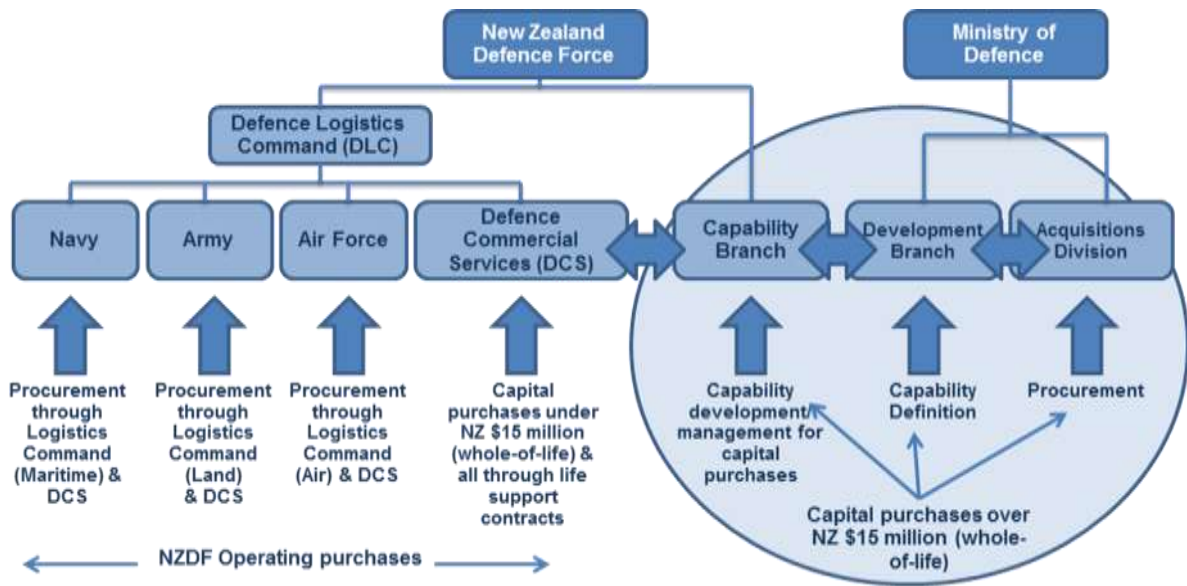 New Zealand
Defence Force
Ministry of
Defence
Defence Logistics
Command (DLC)
Navy
Army
Air Force
Defence
Commercial
Services (DCS)
Capability
Branch
Development
Branch
Acquisitions
Division
Procurement
through
Logistics
Command
(Maritime) &
DCS
Procurement
through
Logistics
Command
(Land)
& DCS
Procurement
through
Logistics
Command
(Air) & DCS
Capital
purchases under
NZ $15 million
(whole-of-life) &
all through life
support
contracts
Capability
development/
management for
capital
purchases
Capability
Definition
Procurement
Capital purchases over
NZ $15 million (whole-
of-life)
NZDF Operating purchases